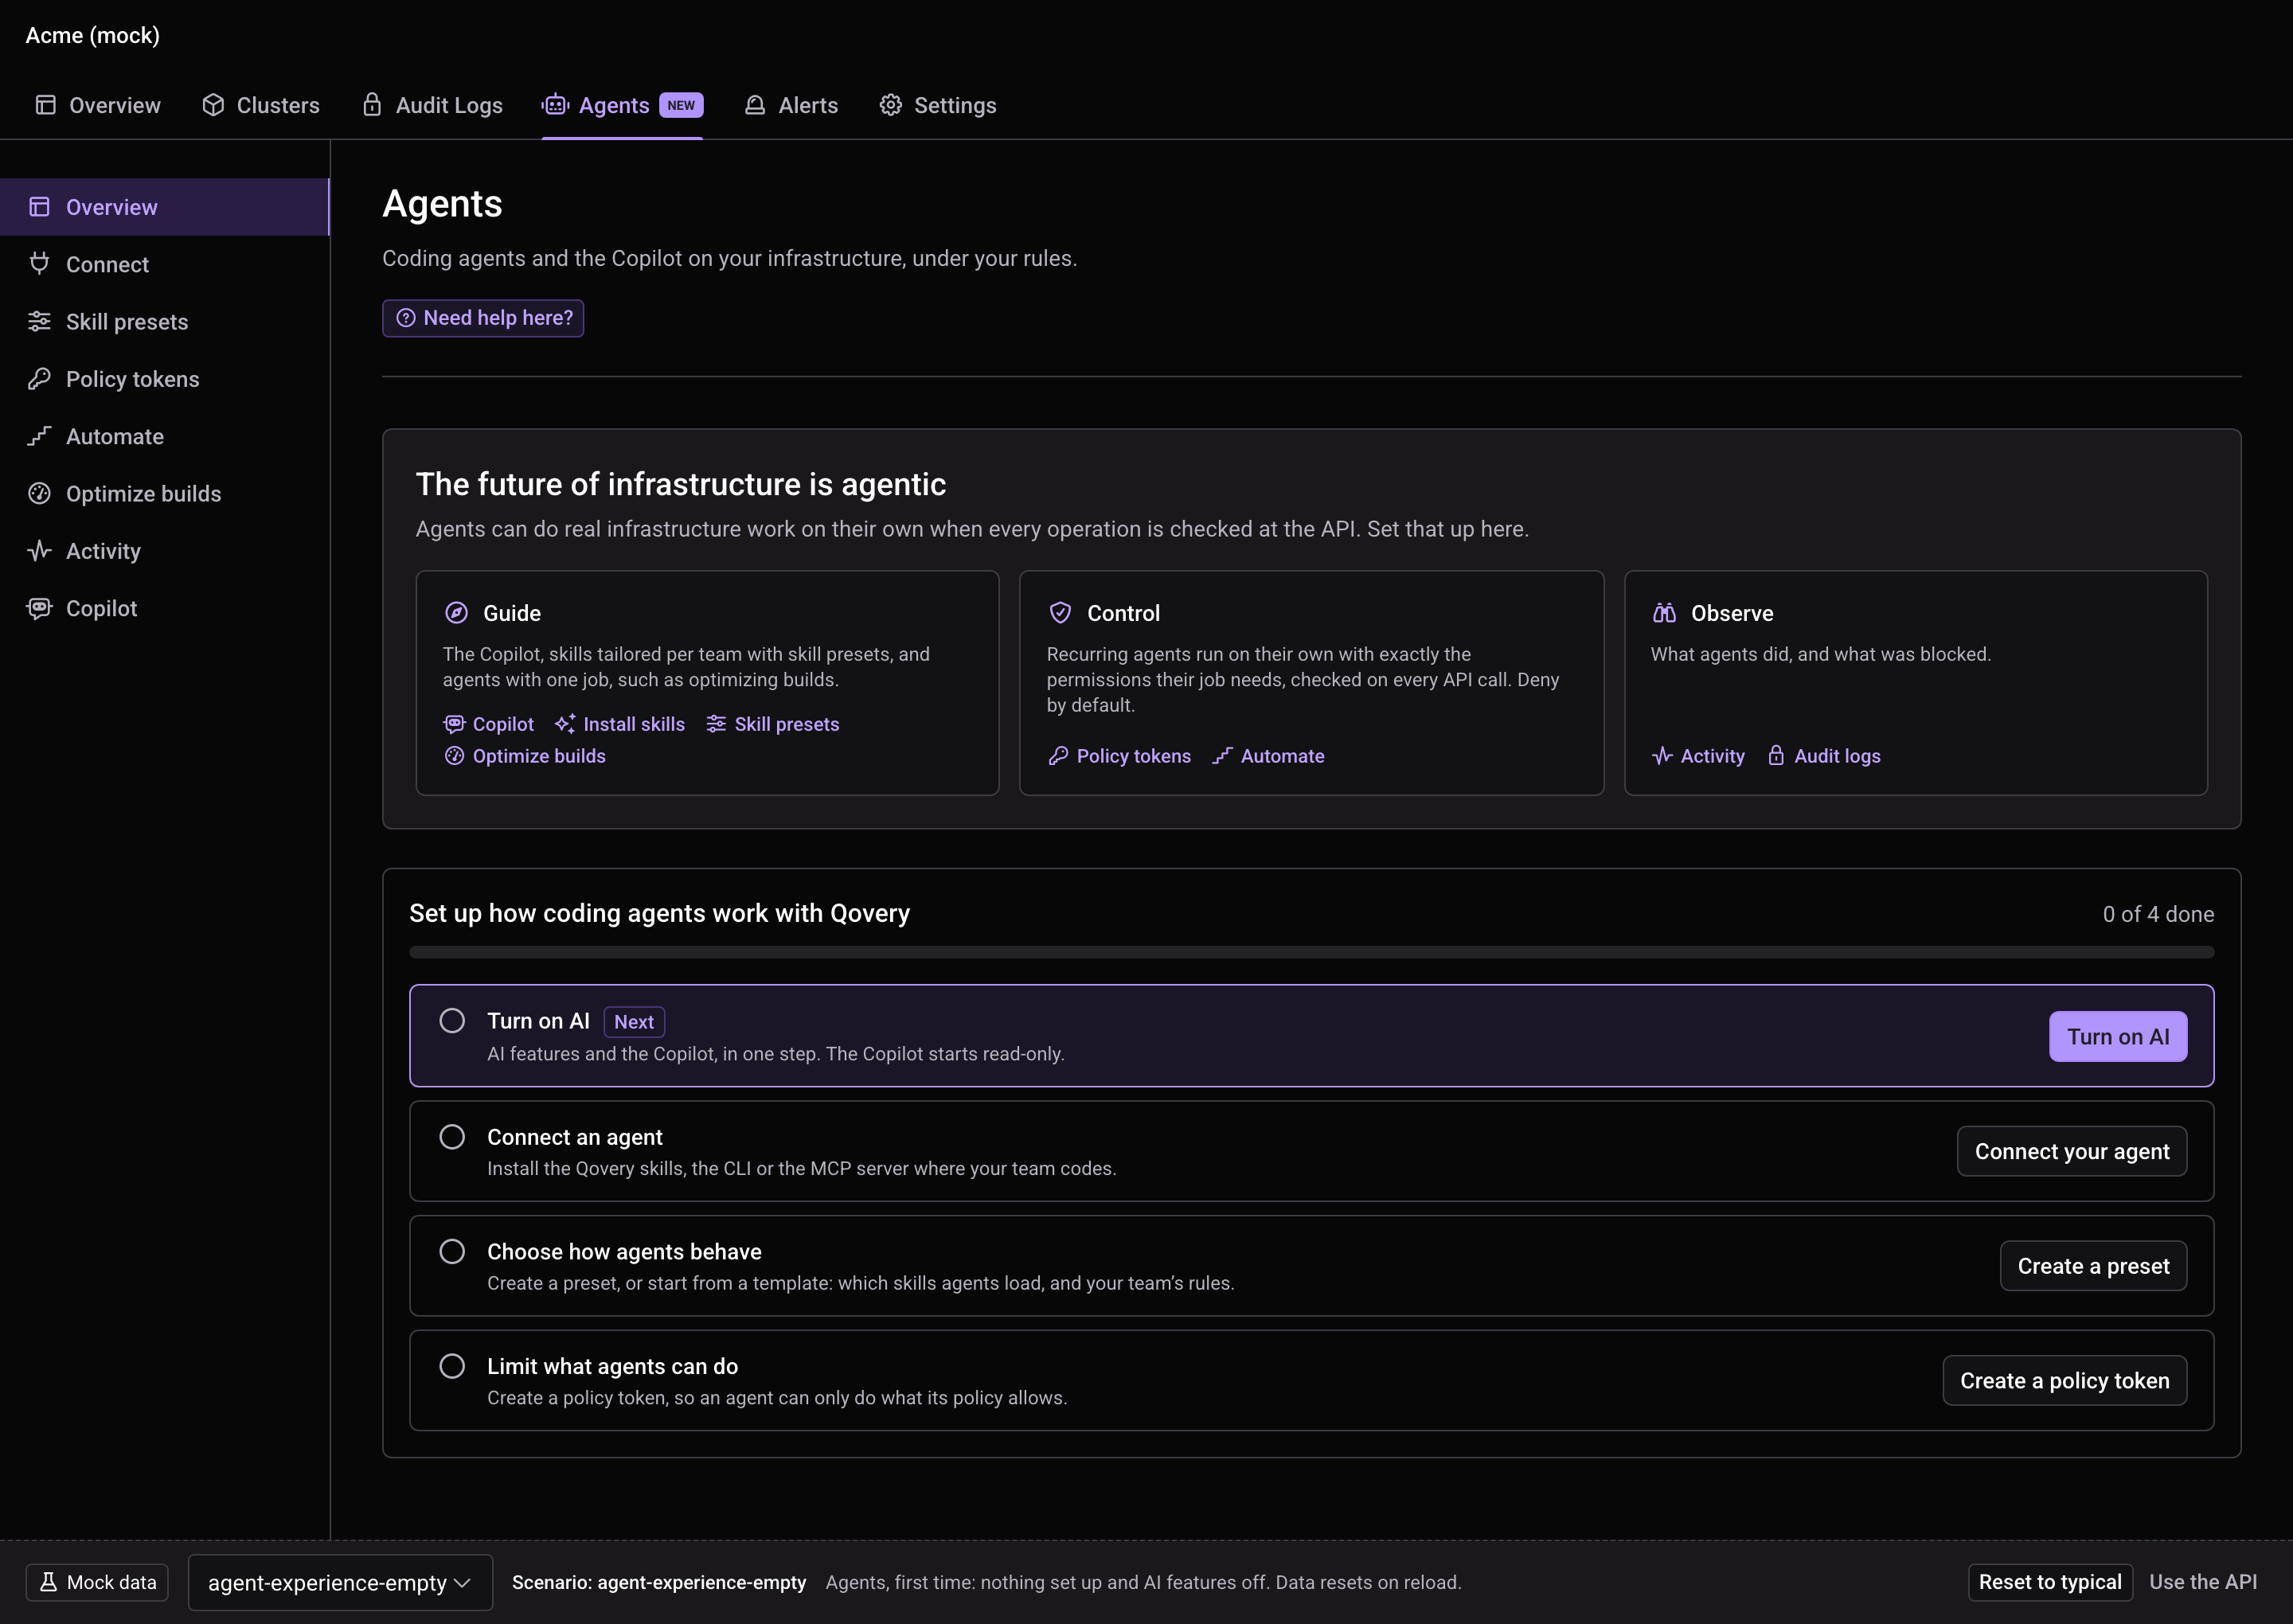 Acme (mock)
Overview
Clusters
Audit Logs
Agents NEW
Alerts
Settings
Overview
Connect
Skill presets
Policy tokens
Automate
Optimize builds
Activity
Copilot
Agents
Coding agents and the Copilot on your infrastructure, under your rules.
Need help here?
The future of infrastructure is agentic
Agents can do real infrastructure work on their own when every operation is checked at the API. Set that up here.
Guide
The Copilot, skills tailored per team with skill presets, and
agents with one job, such as optimizing builds.
Copilot Install skills Skill presets
Optimize builds
Control
Recurring agents run on their own with exactly the
permissions their job needs, checked on every API call. Deny
by default.
Policy tokens Automate
Observe
What agents did, and what was blocked.
Activity Audit logs
Set up how coding agents work with Qovery
0 of 4 done
Turn on AI Next
AI features and the Copilot, in one step. The Copilot starts read-only.
Turn on AI
Connect an agent
Install the Qovery skills, the CLI or the MCP server where your team codes.
Connect your agent
Choose how agents behave
Create a preset, or start from a template: which skills agents load, and your team’s rules.
Create a preset
Limit what agents can do
Create a policy token, so an agent can only do what its policy allows.
Create a policy token
Mock data
agent-experience-empty
Scenario: agent-experience-empty
Agents, first time: nothing set up and AI features off. Data resets on reload.
Reset to typical
Use the API